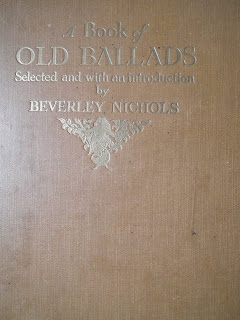 A Book of
OLD BALLADS
Selected and with an introduction
by
BEVERLEY NICHOLS